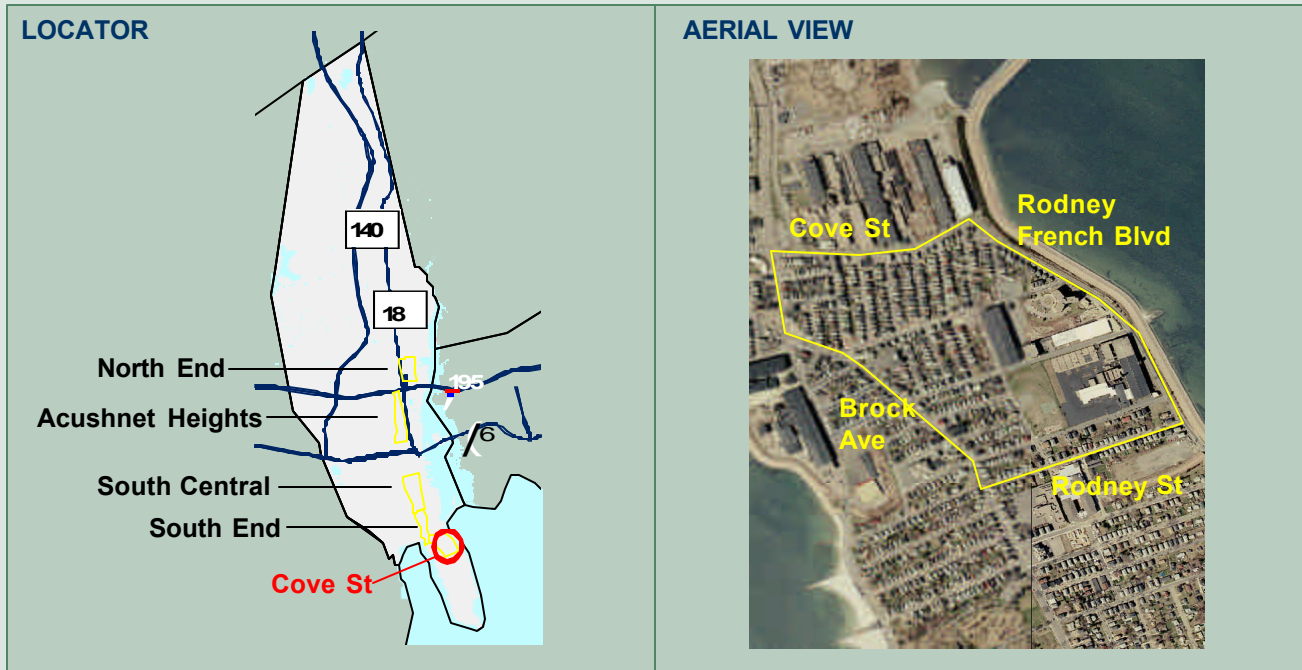 LOCATOR
140
18
North End
195
Acushnet Heights
6
South Central
South End
Cove St
AERIAL VIEW
Cove St
Rodney
French Blvd
Brock
Ave
Rodney St